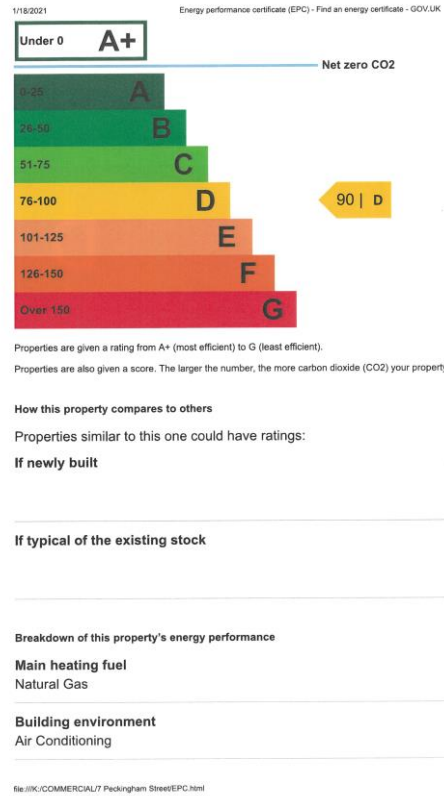 1/18/2021 Energy performance certificate (EPC) - Find an energy certificate - GOV.UK
Under 0 A+
Net zero CO2
0-25 A
26-50 B
51-75 C
76-100 D 90 | D
101-125 E
126-150 F
Over 150 G
Properties are given a rating from A+ (most efficient) to G (least efficient).
Properties are also given a score. The larger the number, the more carbon dioxide (CO2) your property
How this property compares to others
Properties similar to this one could have ratings:
If newly built
If typical of the existing stock
Breakdown of this property's energy performance
Main heating fuel
Natural Gas
Building environment
Air Conditioning
file:///K:/COMMERCIAL/7 Peckingham Street/EPC.html